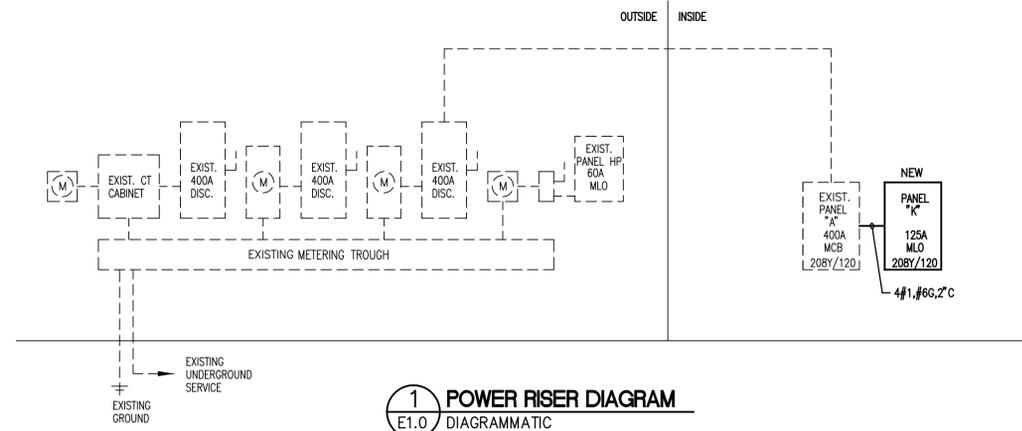 OUTSIDE
INSIDE
M
EXIST. CT
CABINET
EXIST.
400A
DISC.
M
EXIST.
400A
DISC.
M
EXIST.
400A
DISC.
M
EXIST.
PANEL HP
60A
MLO
EXISTING METERING TROUGH
EXIST.
PANEL
"A"
400A
MCB
208Y/120
NEW
PANEL
"K"
125A
MLO
208Y/120
4#1,#6G,2"C
EXISTING
UNDERGROUND
SERVICE
EXISTING
GROUND
1
E1.0
POWER RISER DIAGRAM
DIAGRAMMATIC